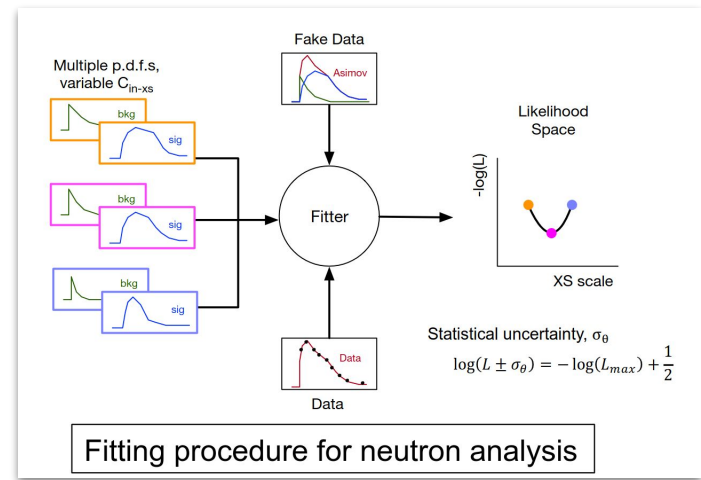 Multiple p.d.f.s,
variable C_in-xs
bkg
sig
bkg
sig
bkg
sig
Fake Data
Asimov
Fitter
Data
Data
Likelihood
Space
-log(L)
XS scale
Statistical uncertainty, σ_θ
log(L ± σ_θ) = −log(L_max) + 1/2
Fitting procedure for neutron analysis